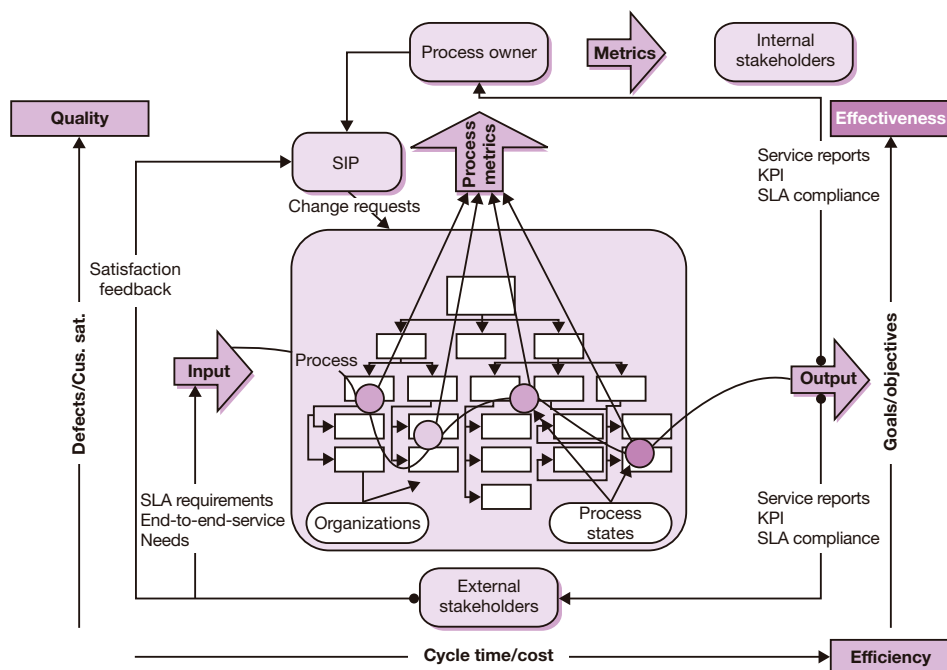 Process owner
Metrics
Internal
stakeholders
Quality
Effectiveness
SIP
Process
metrics
Service reports
KPI
SLA compliance
Change requests
Satisfaction
feedback
Defects/Cus. sat.
Goals/objectives
Input
Process
Output
SLA requirements
End-to-end-service
Needs
Organizations
Process
states
Service reports
KPI
SLA compliance
External
stakeholders
Cycle time/cost
Efficiency